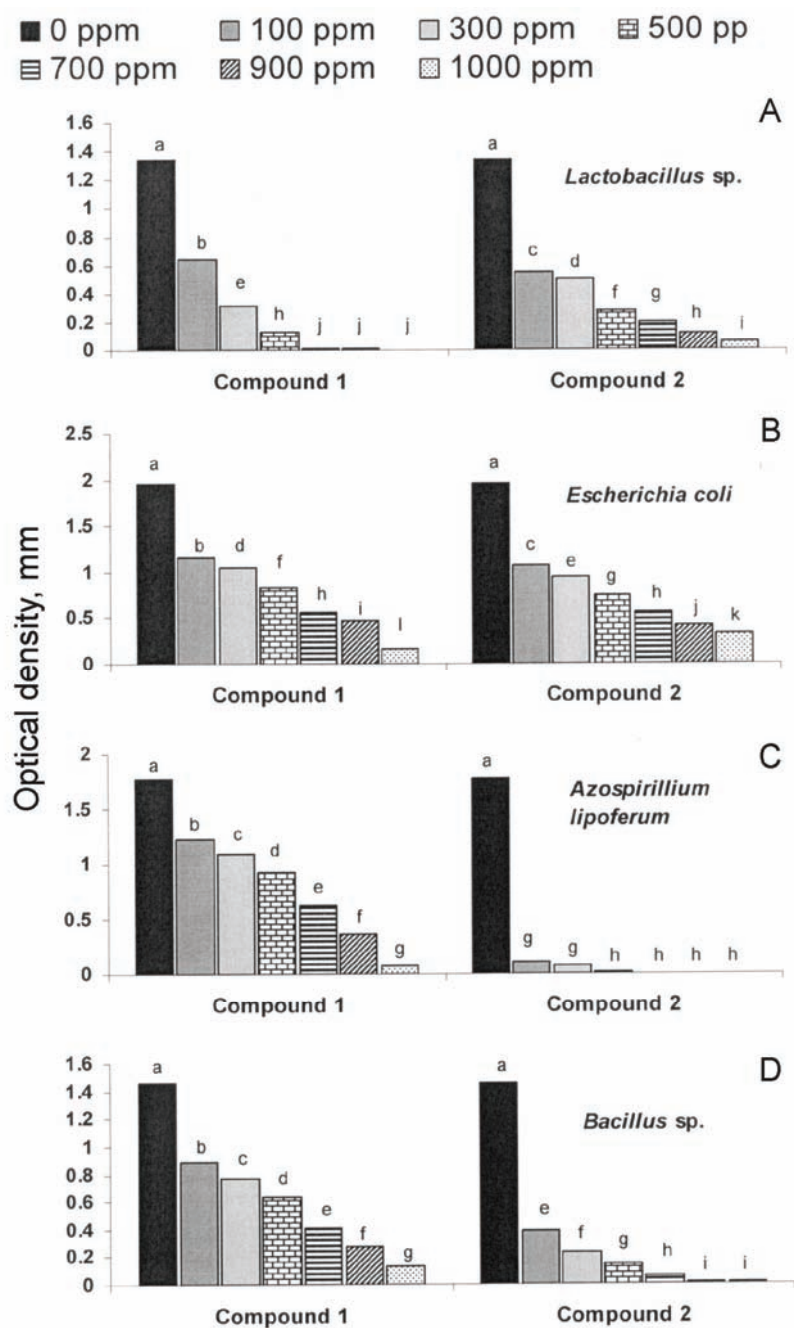 0 ppm 100 ppm 300 ppm 500 pp
700 ppm 900 ppm 1000 ppm
Optical density, mm
A
1.6
1.4
1.2
1
0.8
0.6
0.4
0.2
0
a b e h j j j
Compound 1
a c d f g h i
Compound 2
Lactobacillus sp.
B
2.5
2
1.5
1
0.5
0
a b d f h i l
Compound 1
a c e g h j k
Compound 2
Escherichia coli
C
2
1.5
1
0.5
0
a b c d e f g
Compound 1
a g g h h h h
Compound 2
Azospirillium
lipoferum
D
1.6
1.4
1.2
1
0.8
0.6
0.4
0.2
0
a b c d e f g
Compound 1
a e f g h i i
Compound 2
Bacillus sp.